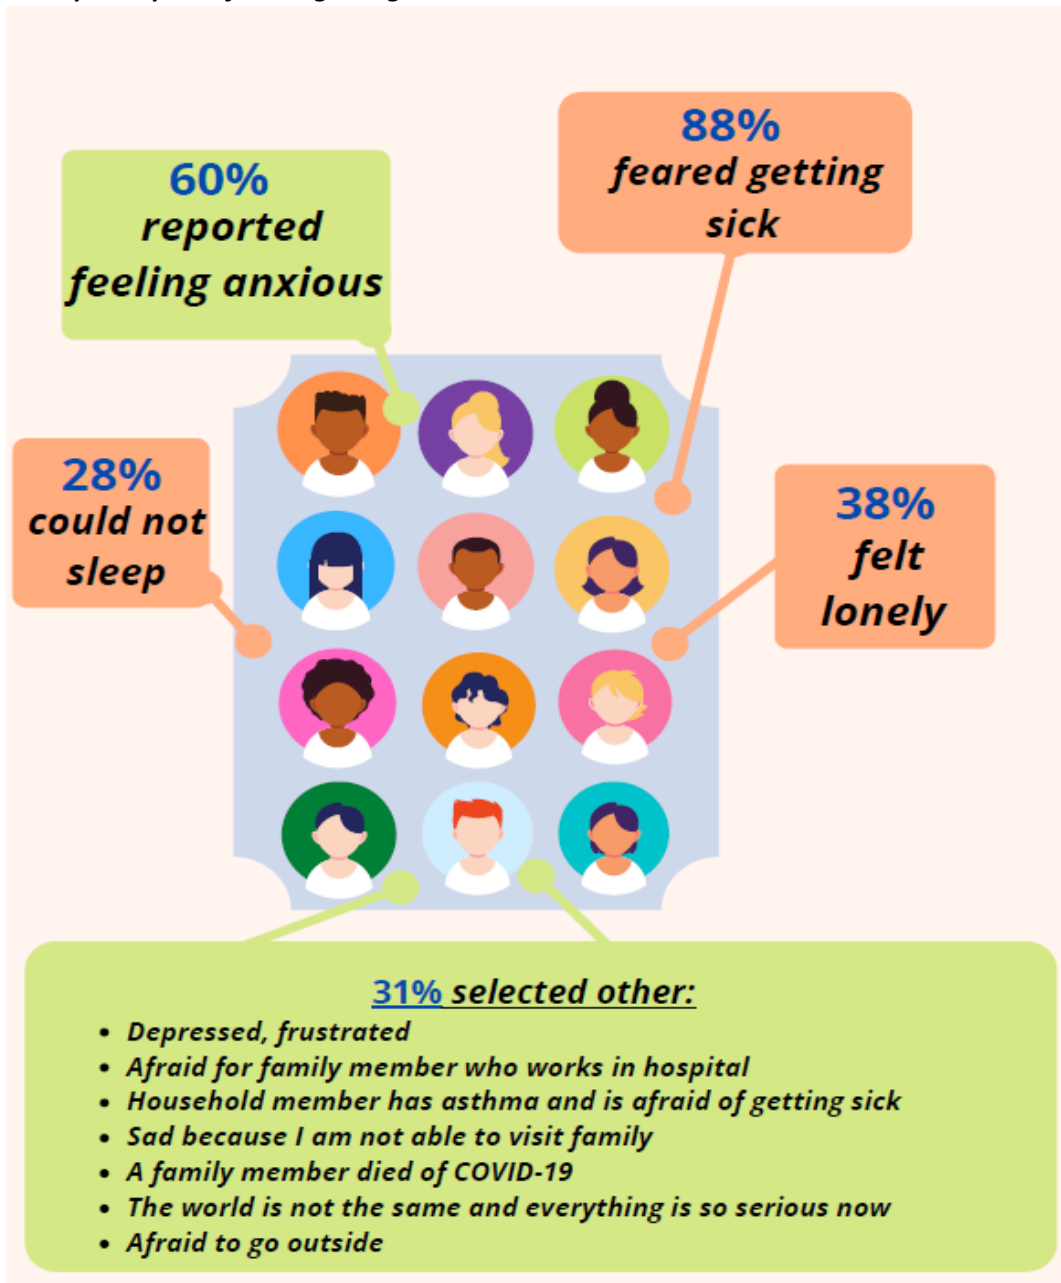 88%
feared getting
sick
60%
reported
feeling anxious
28%
could not
sleep
38%
felt
lonely
31% selected other:
• Depressed, frustrated
• Afraid for family member who works in hospital
• Household member has asthma and is afraid of getting sick
• Sad because I am not able to visit family
• A family member died of COVID-19
• The world is not the same and everything is so serious now
• Afraid to go outside